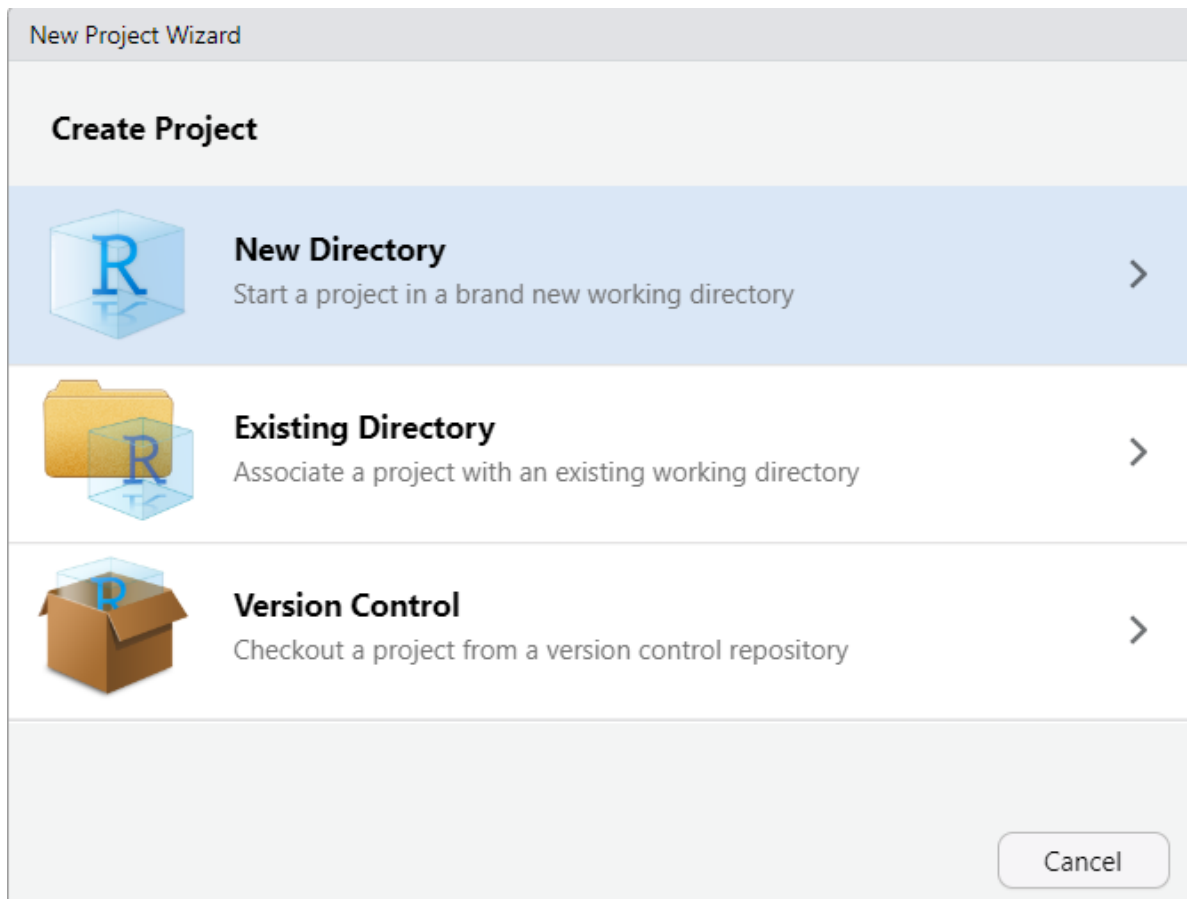 New Project Wizard
Create Project
R
New Directory
Start a project in a brand new working directory
R
Existing Directory
Associate a project with an existing working directory
R
Version Control
Checkout a project from a version control repository
Cancel